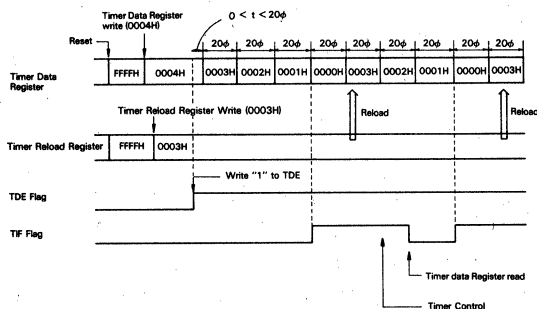 Timer Data Register
write (0004H)
0 < t < 20φ
Reset
20φ 20φ 20φ 20φ 20φ 20φ 20φ 20φ 20φ
Timer Data
Register
FFFFH 0004H 0003H 0002H 0001H 0000H 0003H 0002H 0001H 0000H 0003H
Timer Reload Register Write (0003H)
Reload
Reload
Timer Reload Register
FFFFH 0003H
Write "1" to TDE
TDE Flag
TIF Flag
Timer data Register read
Timer Control